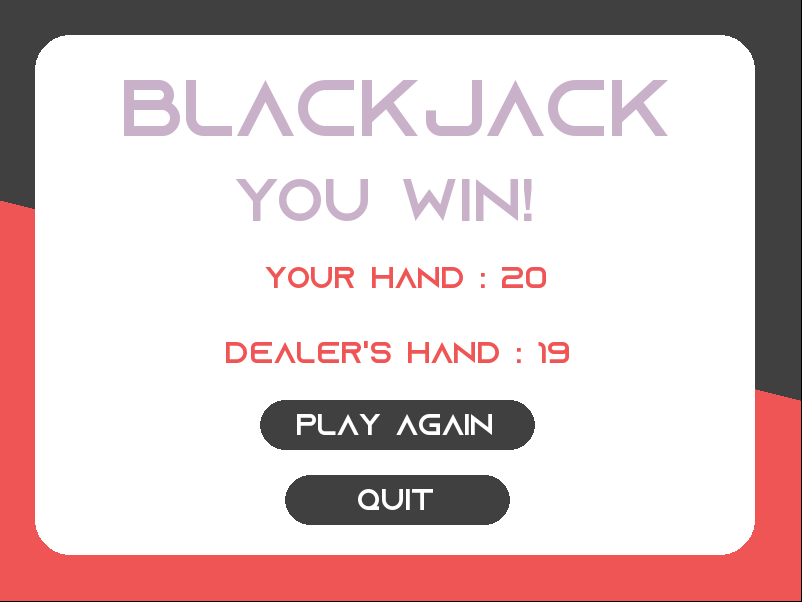 BLACKJACK
YOU WIN!
YOUR HAND : 20
DEALER'S HAND : 19
PLAY AGAIN
QUIT